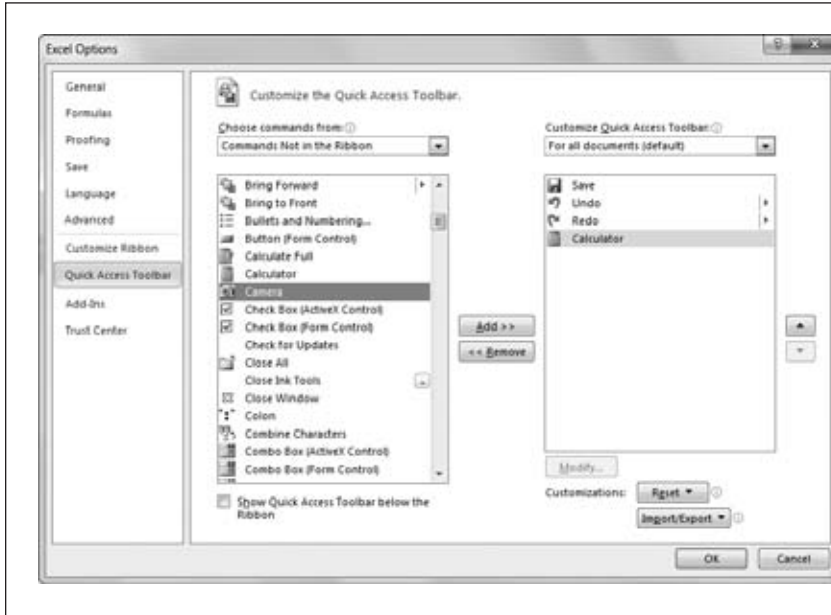 Excel Options
General
Formulas
Proofing
Save
Language
Advanced
Customize Ribbon
Quick Access Toolbar
Add-Ins
Trust Center
Customize the Quick Access Toolbar.
Choose commands from:
Commands Not in the Ribbon
Bring Forward
Bring to Front
Bullets and Numbering...
Button (Form Control)
Calculate Full
Calculator
Camera
Check Box (ActiveX Control)
Check Box (Form Control)
Check for Updates
Close All
Close Ink Tools
Close Window
Colon
Combine Characters
Combo Box (ActiveX Control)
Combo Box (Form Control)
Show Quick Access Toolbar below the
Ribbon
Add >>
<< Remove
Customize Quick Access Toolbar:
For all documents (default)
Save
Undo
Redo
Calculator
Modify...
Customizations:
Reset
Import/Export
OK
Cancel